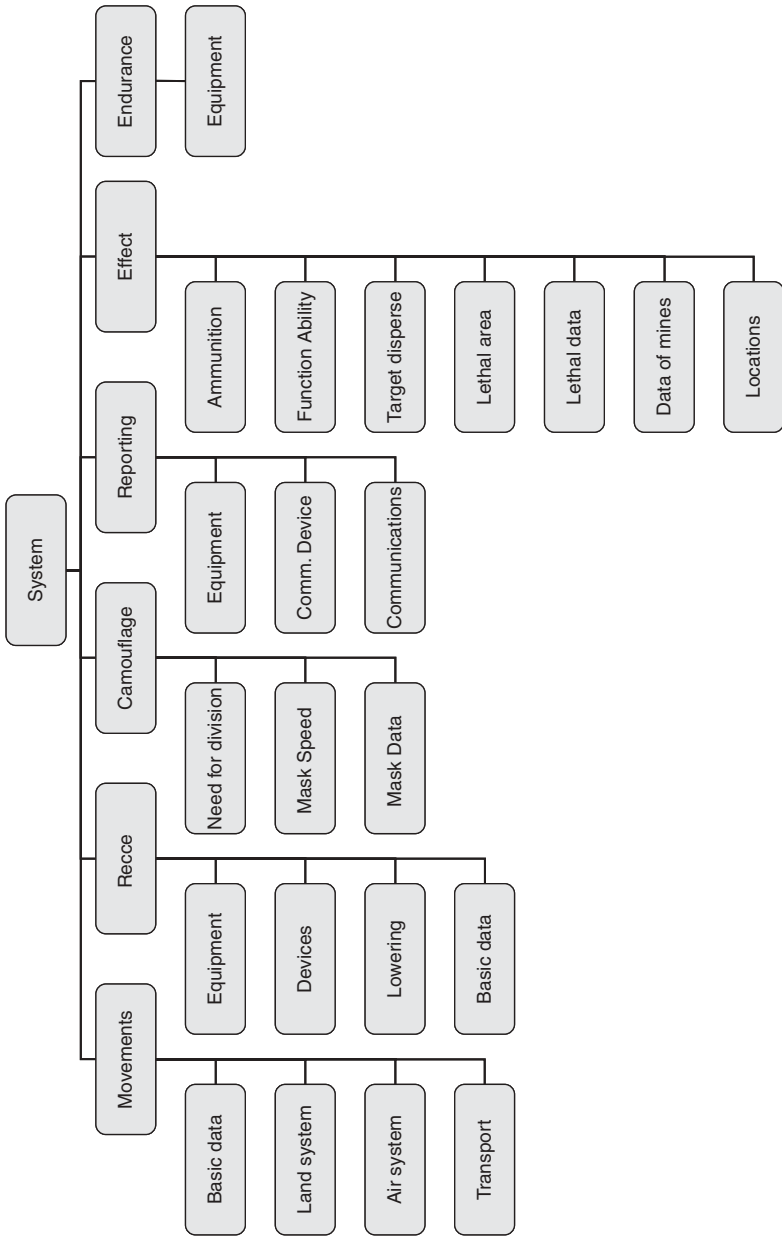 System
Movements
Basic data
Land system
Air system
Transport
Recce
Equipment
Devices
Lowering
Basic data
Camouflage
Need for division
Mask Speed
Mask Data
Reporting
Equipment
Comm. Device
Communications
Effect
Ammunition
Function Ability
Target disperse
Lethal area
Lethal data
Data of mines
Locations
Endurance
Equipment